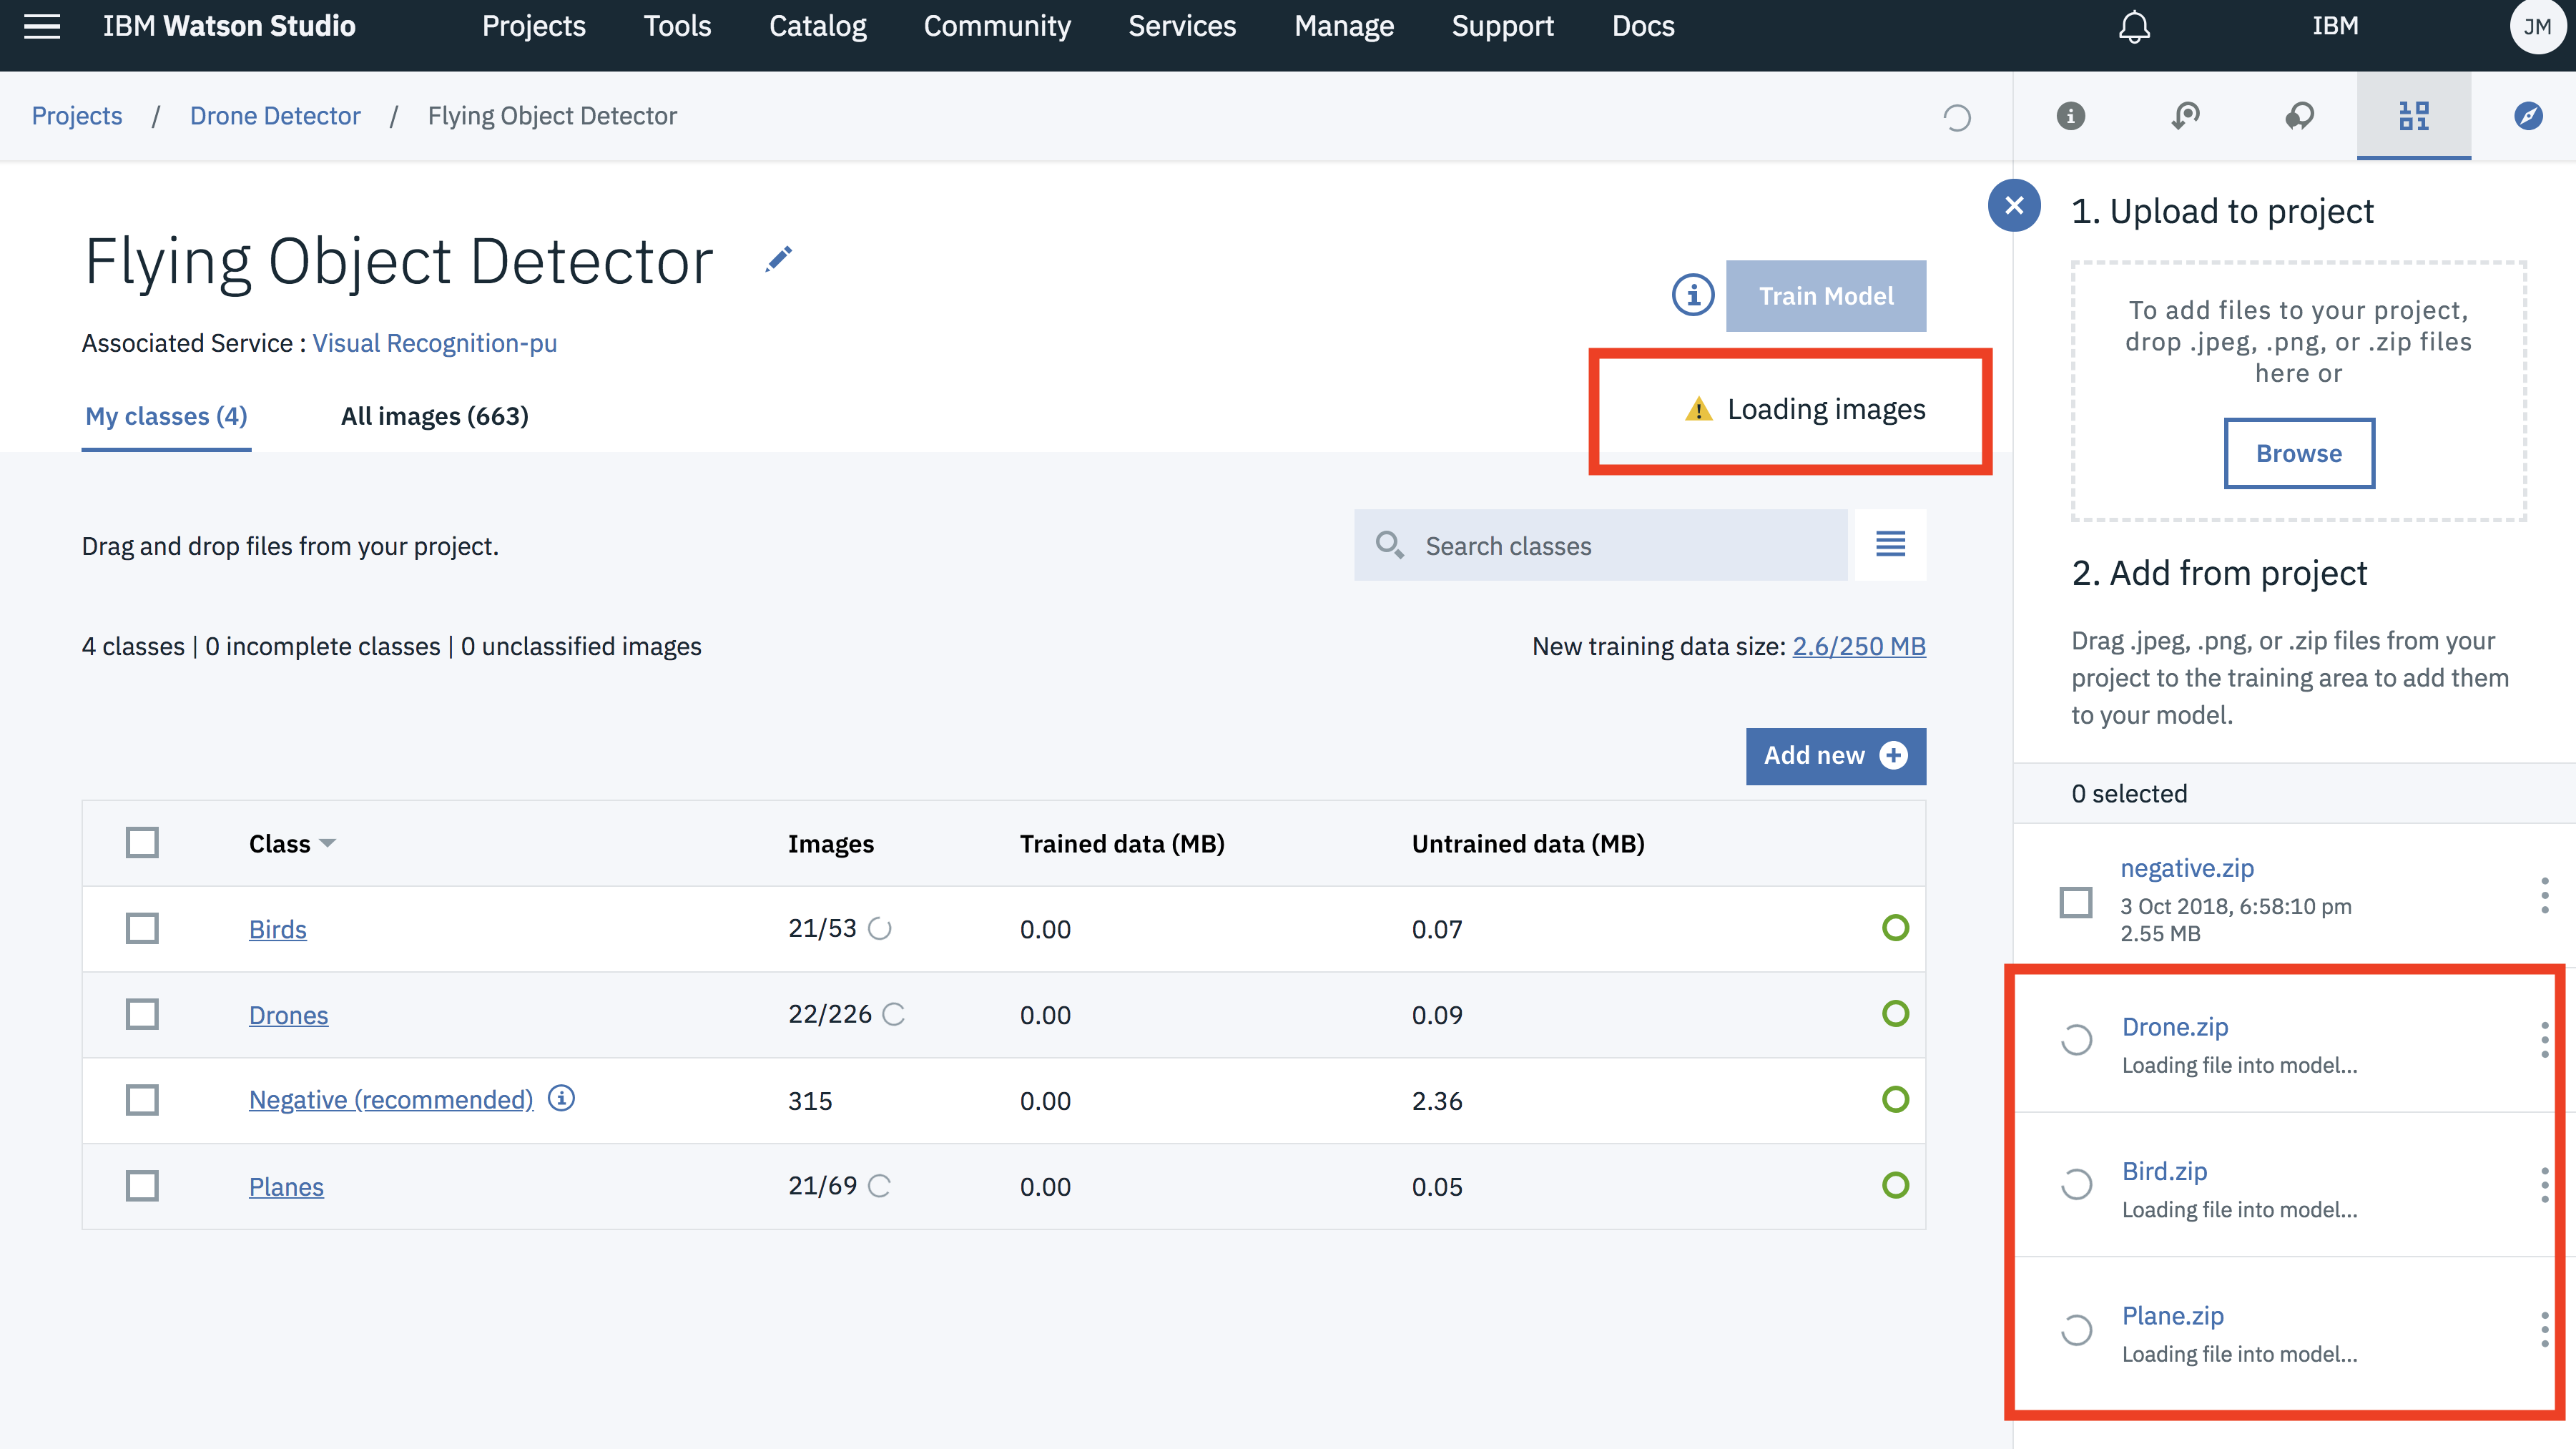 IBM Watson Studio Projects Tools Catalog Community Services Manage Support Docs IBM JM
Projects / Drone Detector / Flying Object Detector
Flying Object Detector
Train Model
Associated Service : Visual Recognition-pu
My classes (4) All images (663)
Loading images
Drag and drop files from your project.
Search classes
4 classes | 0 incomplete classes | 0 unclassified images
New training data size: 2.6/250 MB
Add new
Class Images Trained data (MB) Untrained data (MB)
Birds 21/53 0.00 0.07
Drones 22/226 0.00 0.09
Negative (recommended) 315 0.00 2.36
Planes 21/69 0.00 0.05
1. Upload to project
To add files to your project,
drop .jpeg, .png, or .zip files
here or
Browse
2. Add from project
Drag .jpeg, .png, or .zip files from your
project to the training area to add them
to your model.
0 selected
negative.zip
3 Oct 2018, 6:58:10 pm
2.55 MB
Drone.zip
Loading file into model...
Bird.zip
Loading file into model...
Plane.zip
Loading file into model...